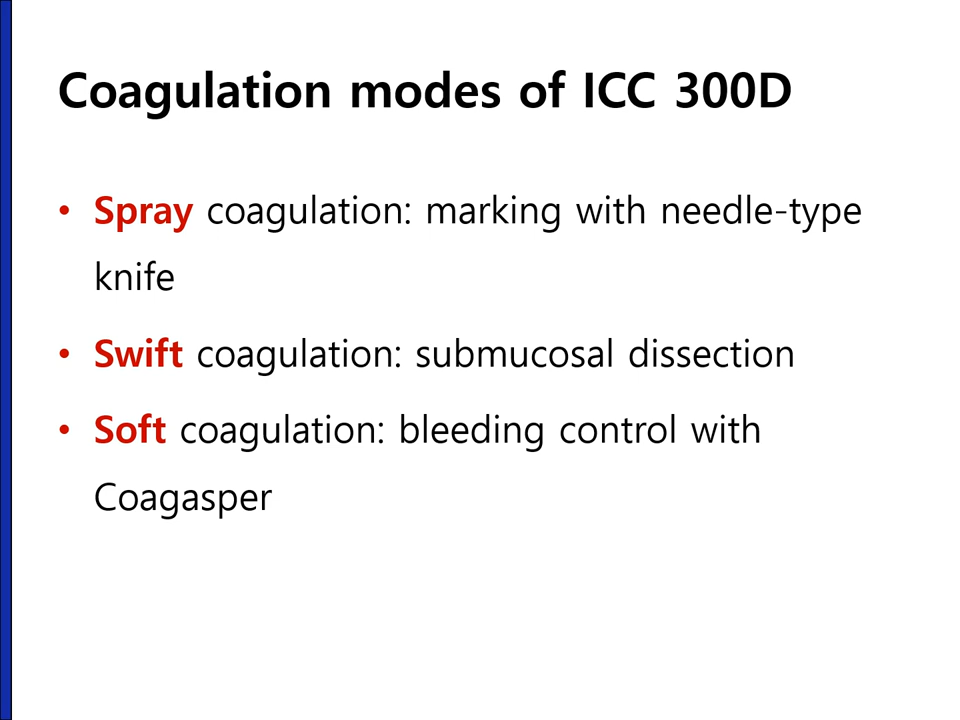 Coagulation modes of ICC 300D
• Spray coagulation: marking with needle-type
knife
• Swift coagulation: submucosal dissection
• Soft coagulation: bleeding control with
Coagasper